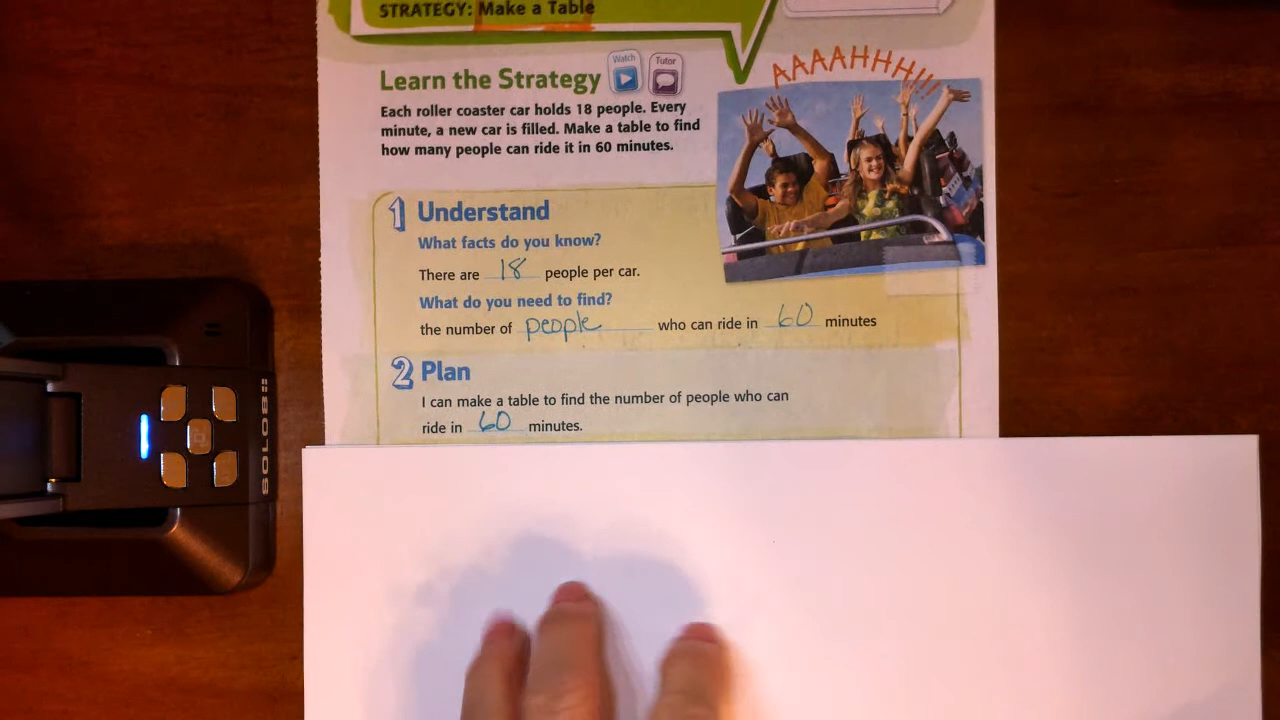 STRATEGY: Make a Table
Learn the Strategy
Watch
Tutor
AAAAHHH!!!
Each roller coaster car holds 18 people. Every
minute, a new car is filled. Make a table to find
how many people can ride it in 60 minutes.
1 Understand
What facts do you know?
There are 18 people per car.
What do you need to find?
the number of people who can ride in 60 minutes
2 Plan
I can make a table to find the number of people who can
ride in 60 minutes.